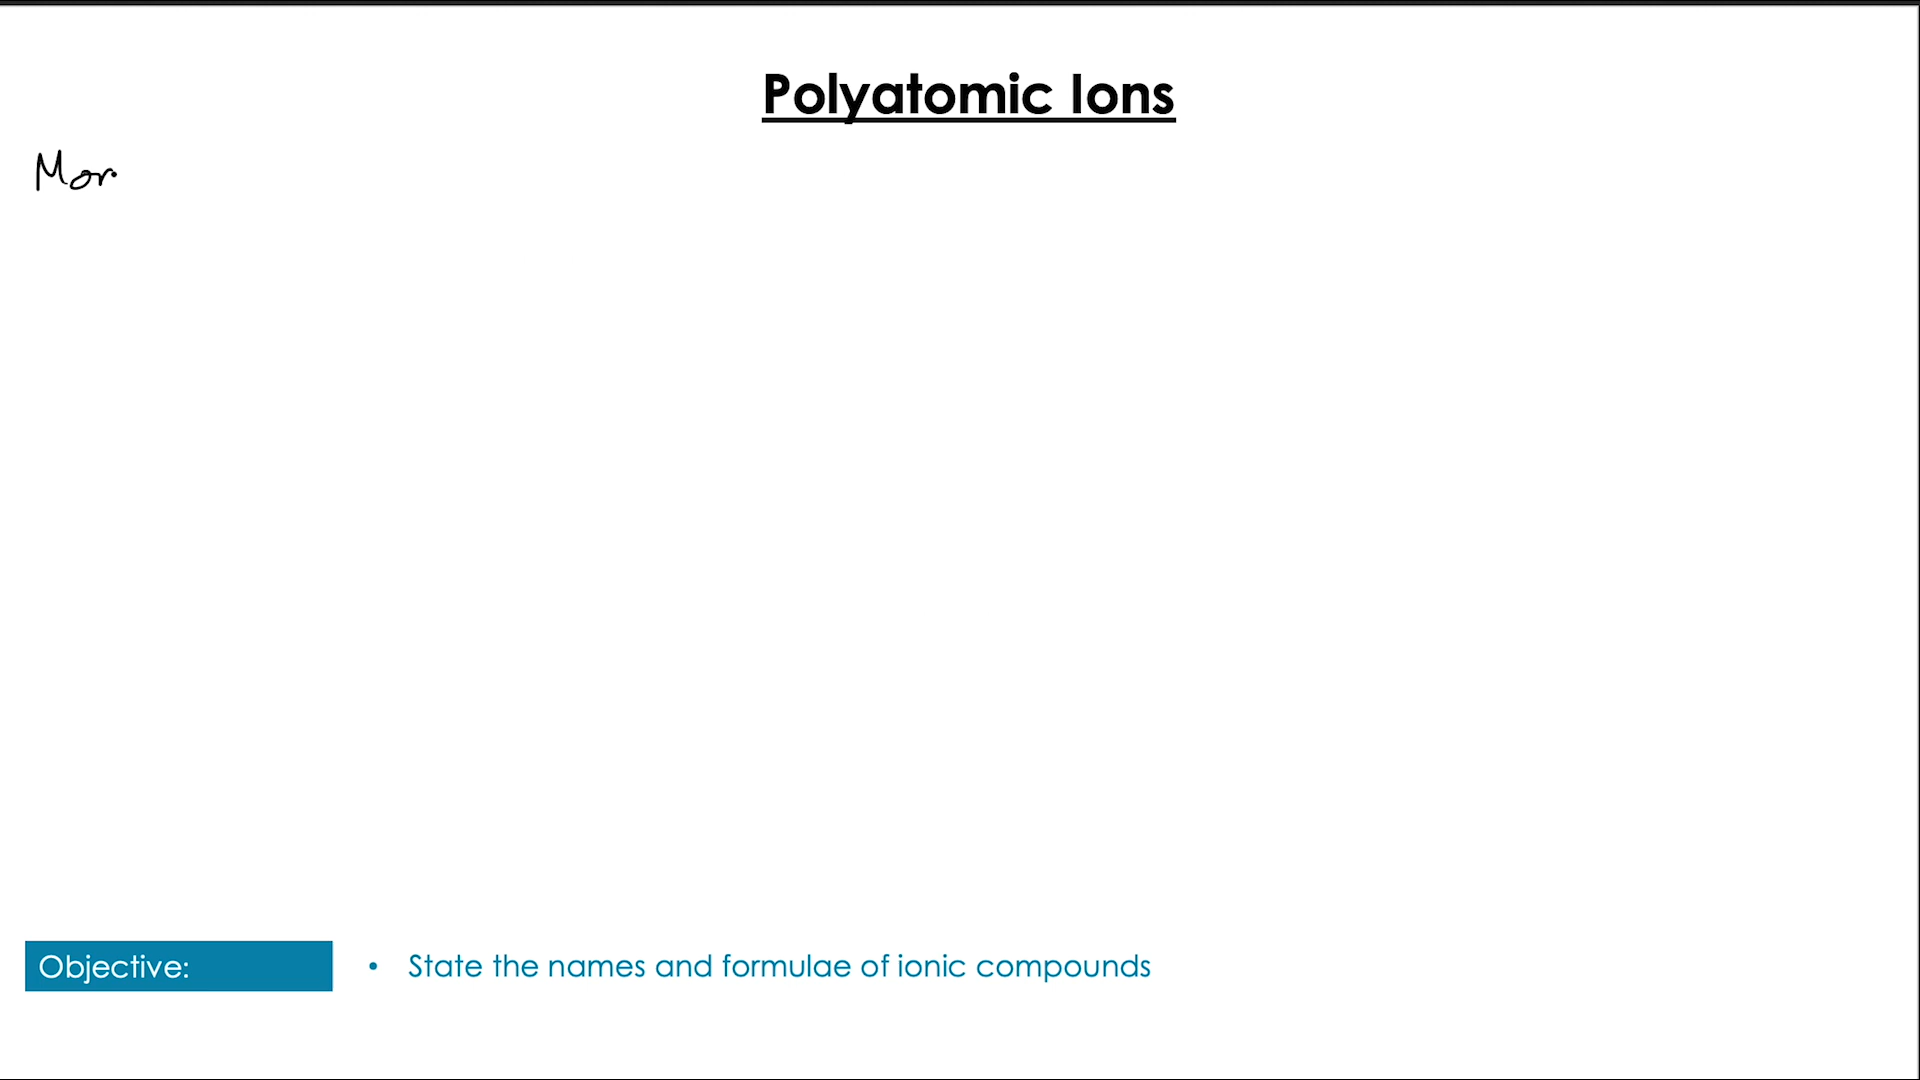 Polyatomic Ions
Mor
Objective:
• State the names and formulae of ionic compounds